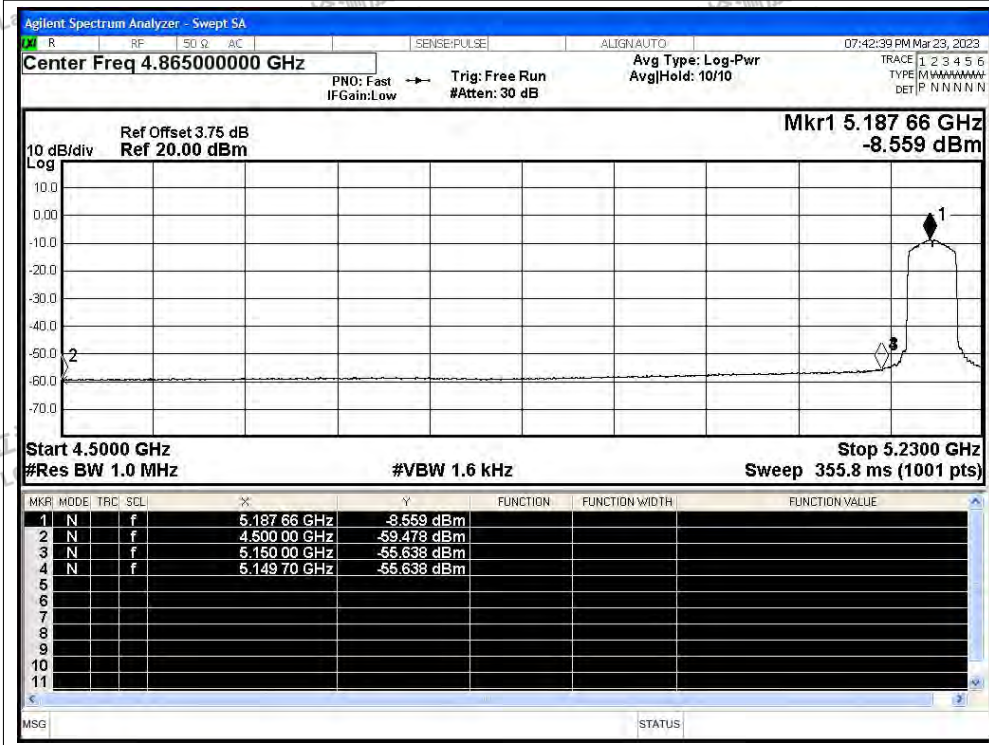 Agilent Spectrum Analyzer - Swept SA
R RF 50 Ω AC SENSE:PULSE ALIGN AUTO 07:42:39 PM Mar 23, 2023
Center Freq 4.865000000 GHz Avg Type: Log-Pwr TRACE 1 2 3 4 5 6
PNO: Fast Trig: Free Run Avg|Hold: 10/10 TYPE M WWWWW
IFGain:Low #Atten: 30 dB DET P N N N N N
Mkr1 5.187 66 GHz
Ref Offset 3.75 dB
10 dB/div Ref 20.00 dBm -8.559 dBm
Log
10.0
0.00
-10.0
-20.0
-30.0
-40.0
-50.0
-60.0
-70.0
1
2
3
Start 4.5000 GHz Stop 5.2300 GHz
#Res BW 1.0 MHz #VBW 1.6 kHz Sweep 355.8 ms (1001 pts)
MKR MODE TRC SCL X Y FUNCTION FUNCTION WIDTH FUNCTION VALUE
1 N f 5.187 66 GHz -8.559 dBm
2 N f 4.500 00 GHz -59.478 dBm
3 N f 5.150 00 GHz -55.638 dBm
4 N f 5.149 70 GHz -55.638 dBm
5
6
7
8
9
10
11
MSG STATUS